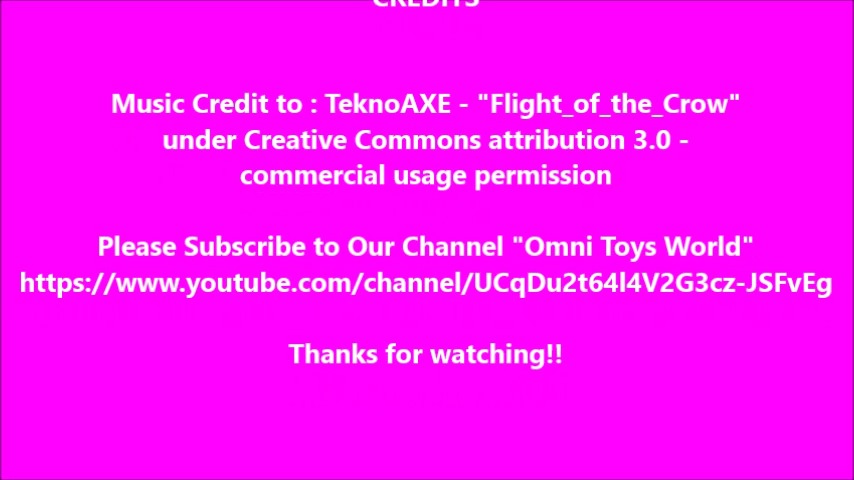 CREDITS
Music Credit to : TeknoAXE - "Flight_of_the_Crow"
under Creative Commons attribution 3.0 -
commercial usage permission
Please Subscribe to Our Channel "Omni Toys World"
https://www.youtube.com/channel/UCqDu2t64l4V2G3cz-JSFvEg
Thanks for watching!!